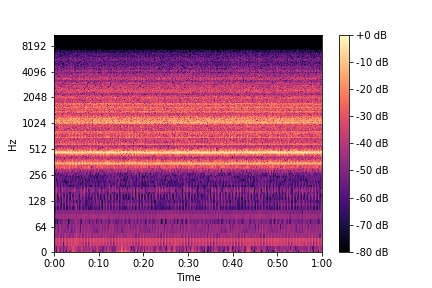 8192
4096
2048
1024
512
256
128
64
0
Hz
0:00
0:10
0:20
0:30
0:40
0:50
1:00
Time
+0 dB
-10 dB
-20 dB
-30 dB
-40 dB
-50 dB
-60 dB
-70 dB
-80 dB